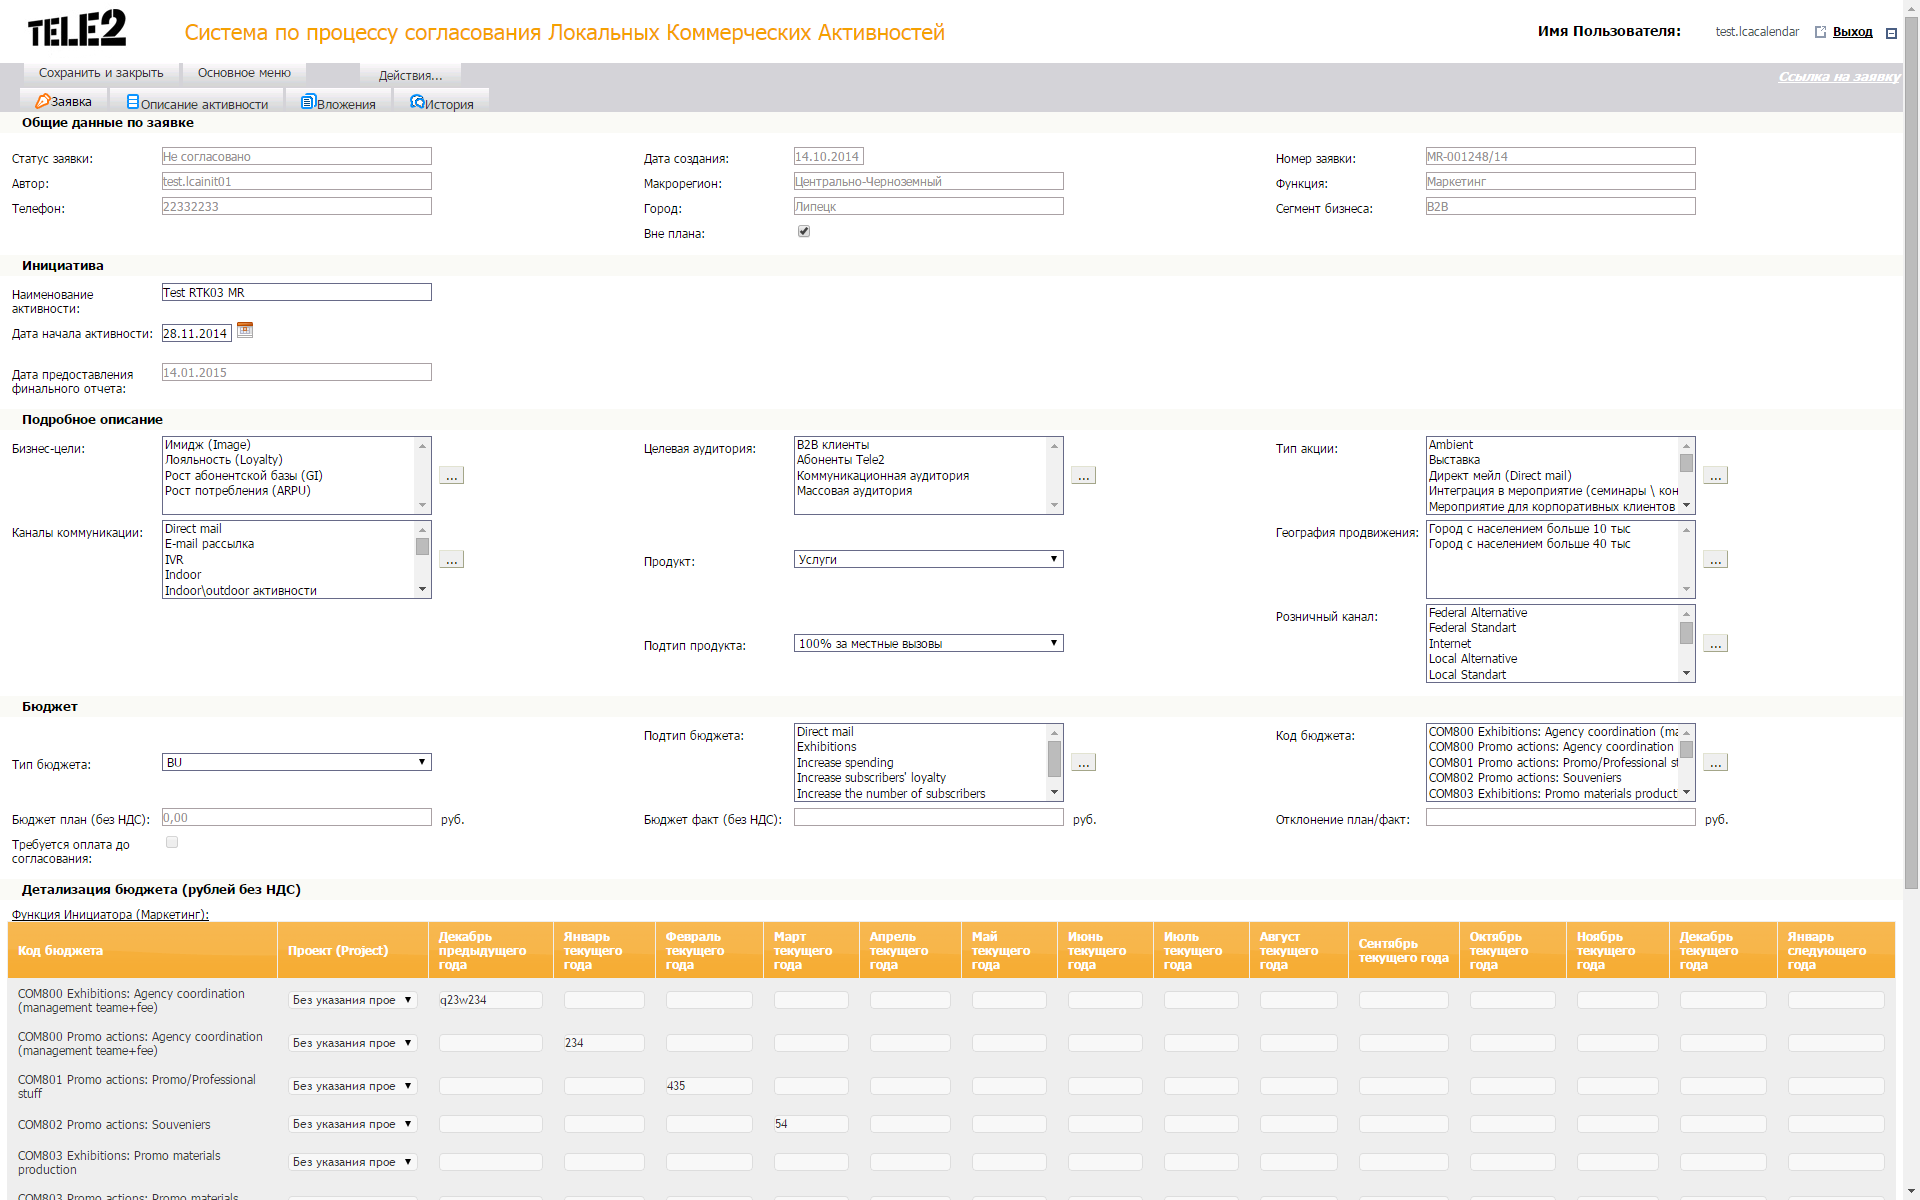 TELE2
Система по процессу согласования Локальных Коммерческих Активностей
Имя Пользователя: test.lcacalendar Выход
Сохранить и закрыть Основное меню Действия...
Ссылка на заявку
Заявка Описание активности Вложения История
Общие данные по заявке
Статус заявки: Не согласовано Дата создания: 14.10.2014 Номер заявки: MR-001248/14
Автор: test.lcainit01 Макрорегион: Центрально-Черноземный Функция: Маркетинг
Телефон: 22332233 Город: Липецк Сегмент бизнеса: B2B
Вне плана:
Инициатива
Наименование
активности:
Test RTK03 MR
Дата начала активности: 28.11.2014
Дата предоставления
финального отчета:
14.01.2015
Подробное описание
Бизнес-цели:
Имидж (Image)
Лояльность (Loyalty)
Рост абонентской базы (GI)
Рост потребления (ARPU)
...
Целевая аудитория:
B2B клиенты
Абоненты Tele2
Коммуникационная аудитория
Массовая аудитория
...
Тип акции:
Ambient
Выставка
Директ мейл (Direct mail)
Интеграция в мероприятие (семинары \ кон
Мероприятие для корпоративных клиентов
...
Каналы коммуникации:
Direct mail
E-mail рассылка
IVR
Indoor
Indoor\outdoor активности
...
Продукт: Услуги
География продвижения:
Город с населением больше 10 тыс
Город с населением больше 40 тыс
...
Подтип продукта: 100% за местные вызовы
Розничный канал:
Federal Alternative
Federal Standart
Internet
Local Alternative
Local Standart
...
Бюджет
Тип бюджета: BU
Подтип бюджета:
Direct mail
Exhibitions
Increase spending
Increase subscribers' loyalty
Increase the number of subscribers
...
Код бюджета:
COM800 Exhibitions: Agency coordination (ma
COM800 Promo actions: Agency coordination
COM801 Promo actions: Promo/Professional st
COM802 Promo actions: Souveniers
COM803 Exhibitions: Promo materials product
...
Бюджет план (без НДС): 0,00 руб. Бюджет факт (без НДС): руб. Отклонение план/факт: руб.
Требуется оплата до
согласования:
Детализация бюджета (рублей без НДС)
Функция Инициатора (Маркетинг):
Код бюджета
Проект (Project)
Декабрь
предыдущего
года
Январь
текущего
года
Февраль
текущего
года
Март
текущего
года
Апрель
текущего
года
Май
текущего
года
Июнь
текущего
года
Июль
текущего
года
Август
текущего
года
Сентябрь
текущего года
Октябрь
текущего
года
Ноябрь
текущего
года
Декабрь
текущего
года
Январь
следующего
года
COM800 Exhibitions: Agency coordination
(management teame+fee)
Без указания прое q23w234
COM800 Promo actions: Agency coordination
(management teame+fee)
Без указания прое 234
COM801 Promo actions: Promo/Professional
stuff
Без указания прое 435
COM802 Promo actions: Souveniers Без указания прое 54
COM803 Exhibitions: Promo materials
production
Без указания прое
COM803 Promo actions: Promo materials